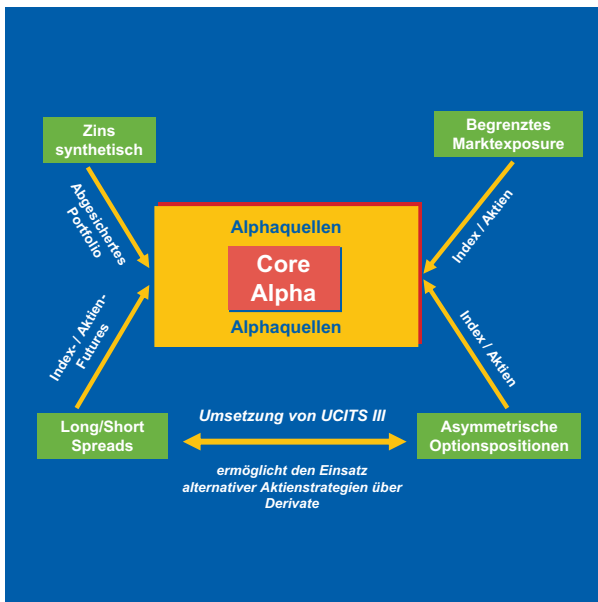 Zins
synthetisch
Begrenztes
Marktexposure
Abgesichertes
Portfolio
Index / Aktien
Alphaquellen
Core
Alpha
Alphaquellen
Index- / Aktien-
Futures
Index / Aktien
Long/Short
Spreads
Umsetzung von UCITS III
Asymmetrische
Optionspositionen
ermöglicht den Einsatz
alternativer Aktienstrategien über
Derivate